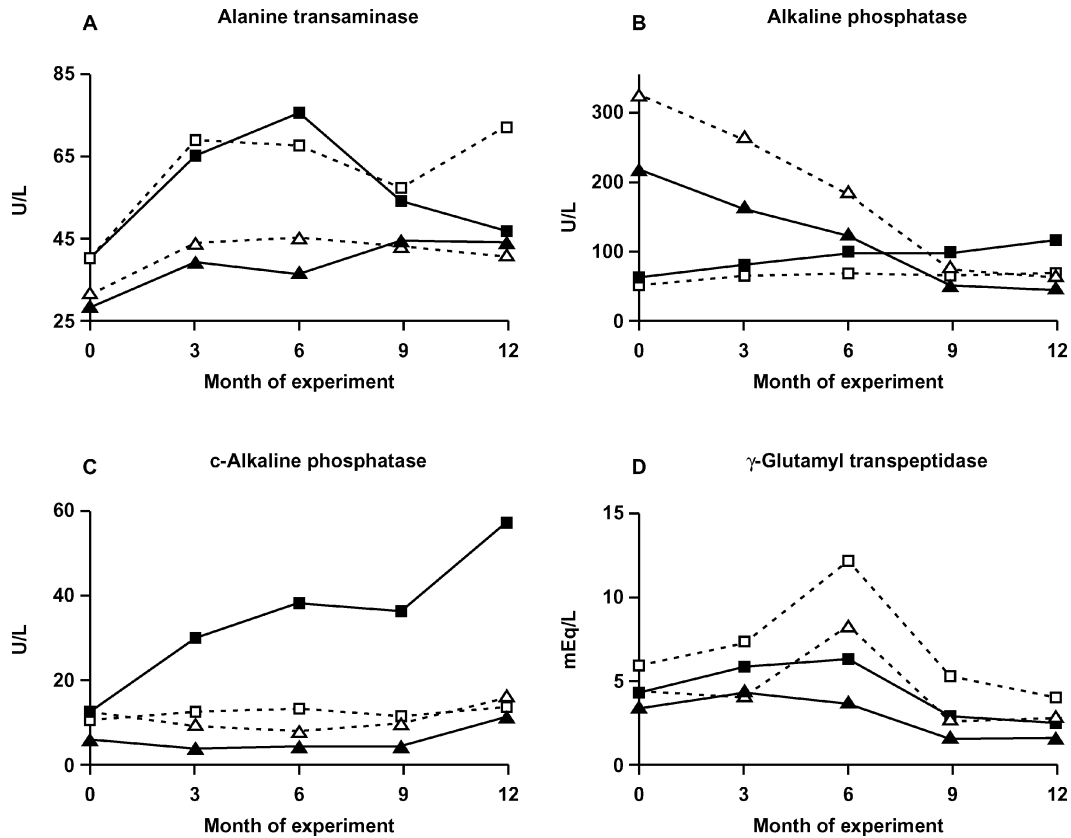 A Alanine transaminase
85
65
45
25
U/L
0 3 6 9 12
Month of experiment
B Alkaline phosphatase
300
200
100
0
U/L
0 3 6 9 12
Month of experiment
C c-Alkaline phosphatase
60
40
20
0
U/L
0 3 6 9 12
Month of experiment
D γ-Glutamyl transpeptidase
15
10
5
0
mEq/L
0 3 6 9 12
Month of experiment